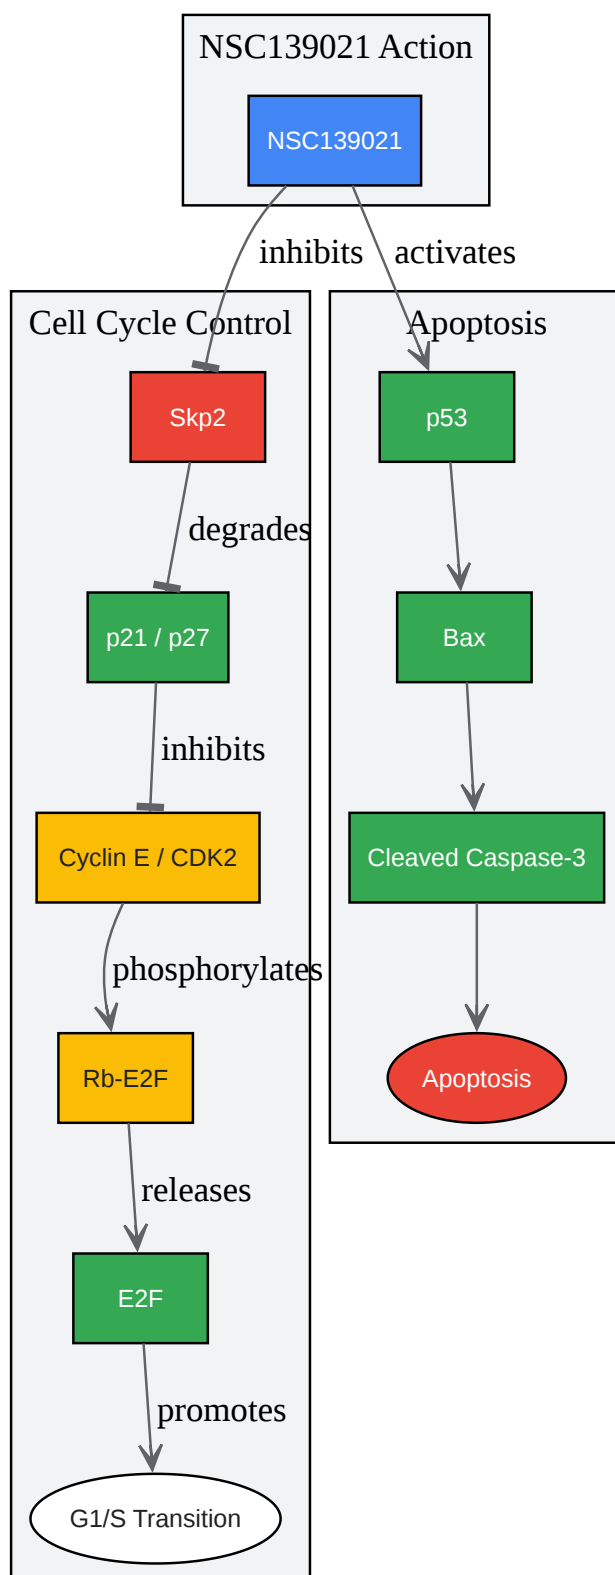 NSC139021 Action
NSC139021
inhibits
activates
Cell Cycle Control
Apoptosis
Skp2
p53
degrades
p21 / p27
Bax
inhibits
Cyclin E / CDK2
Cleaved Caspase-3
phosphorylates
Rb-E2F
Apoptosis
releases
E2F
promotes
G1/S Transition